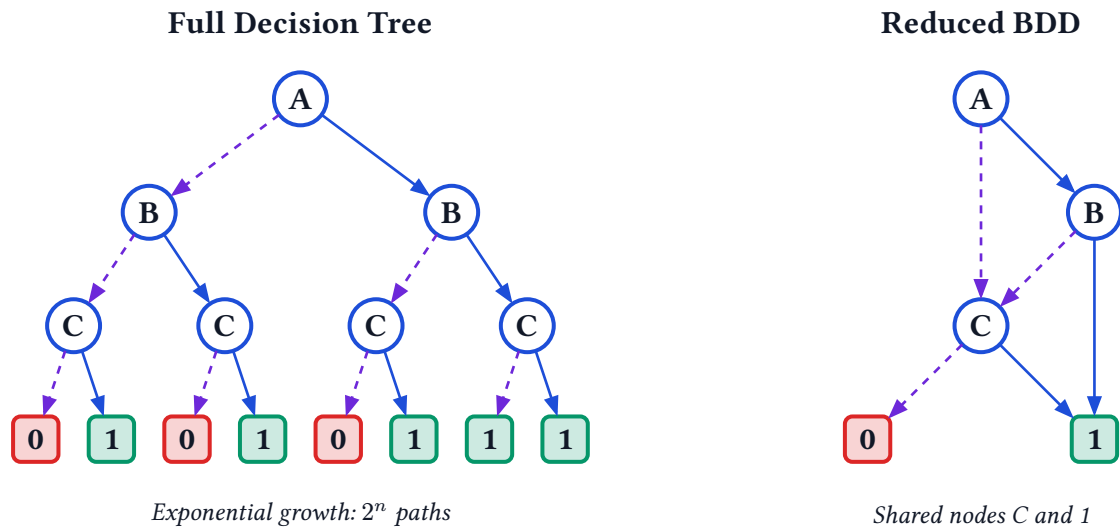 Full Decision Tree
Reduced BDD
A
A
B
B
B
C
C
C
C
C
0
1
0
1
0
1
1
1
0
1
Exponential growth: 2ⁿ paths
Shared nodes C and 1